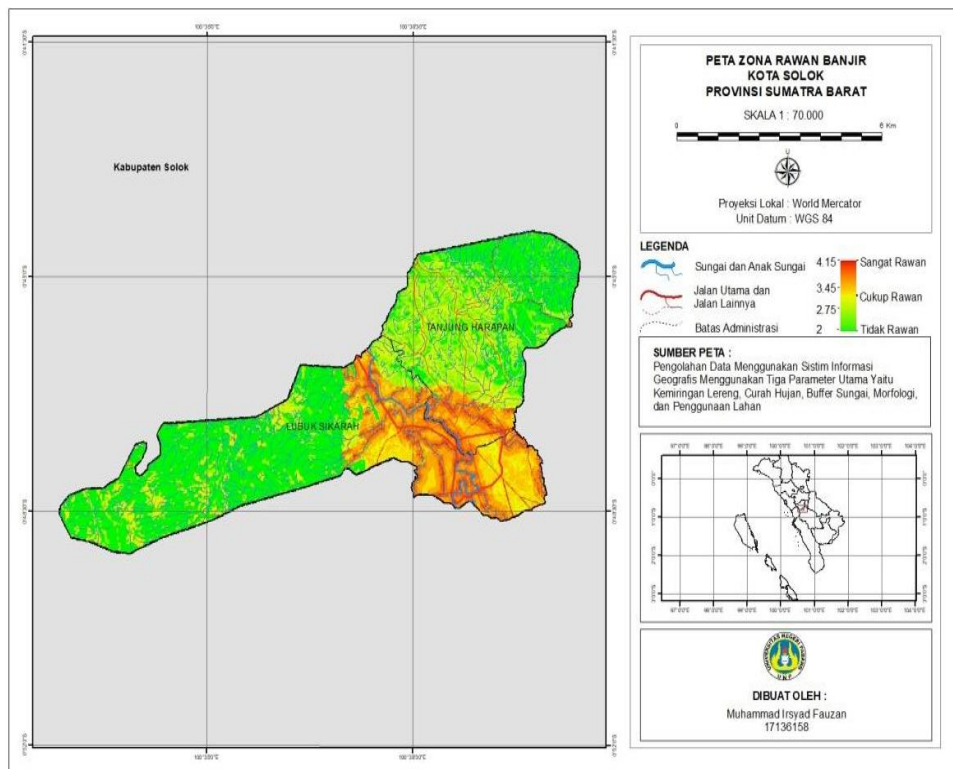 Kabupaten Solok
TANJUNG HARAPAN
LUBUK SIKARAH
PETA ZONA RAWAN BANJIR
KOTA SOLOK
PROVINSI SUMATRA BARAT
SKALA 1 : 70.000
0 6 Km
Proyeksi Lokal : World Mercator
Unit Datum : WGS 84
LEGENDA
Sungai dan Anak Sungai
Jalan Utama dan
Jalan Lainnya
Batas Administrasi
4.15 Sangat Rawan
3.45
Cukup Rawan
2.75
2 Tidak Rawan
SUMBER PETA :
Pengolahan Data Menggunakan Sistim Informasi
Geografis Menggunakan Tiga Parameter Utama Yaitu
Kemiringan Lereng, Curah Hujan, Buffer Sungai, Morfologi,
dan Penggunaan Lahan
UNIVERSITAS NEGERI PADANG
UNP
DIBUAT OLEH :
Muhammad Irsyad Fauzan
17136158